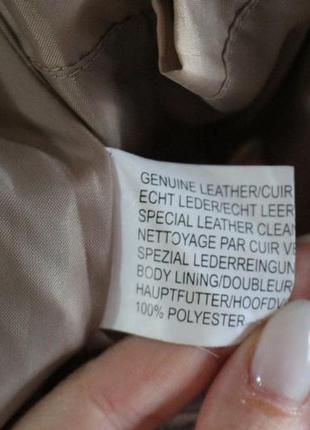 GENUINE LEATHER/CUIR
ECHT LEDER/ECHT LEER
SPECIAL LEATHER CLEAN
NETTOYAGE PAR CUIR VE
SPEZIAL LEDERREINGUN
BODY LINING/DOUBLEUR
HAUPTFUTTER/HOOFDV
100% POLYESTER